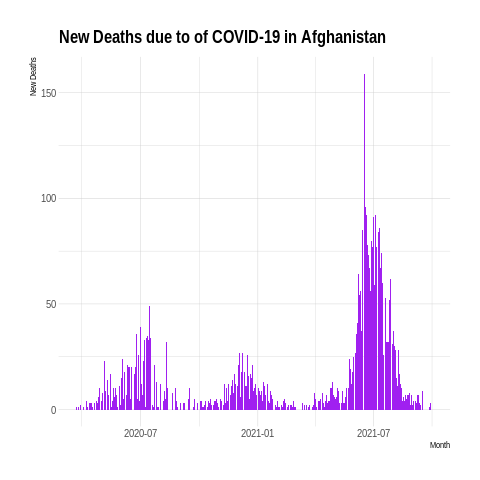 New Deaths due to of COVID-19 in Afghanistan
New Deaths
150
100
50
0
2020-07
2021-01
2021-07
Month